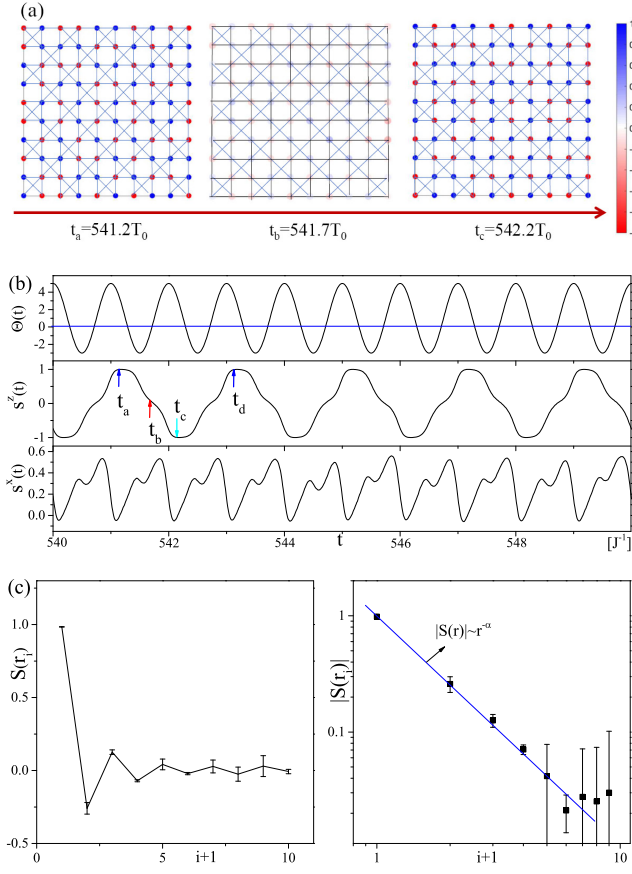 (a)
t_a=541.2T_0
t_b=541.7T_0
t_c=542.2T_0
(b)
Θ(t)
4
2
0
-2
s^z(t)
1
0
-1
t_a
t_b
t_c
t_d
s^x(t)
0.6
0.4
0.2
0.0
540
542
544
t
546
548
[J^-1]
(c)
S(r_i)
1.0
0.5
0.0
-0.5
0
5
i+1
10
|S(r_i)|
1
0.1
|S(r)|~r^-α
1
i+1
10